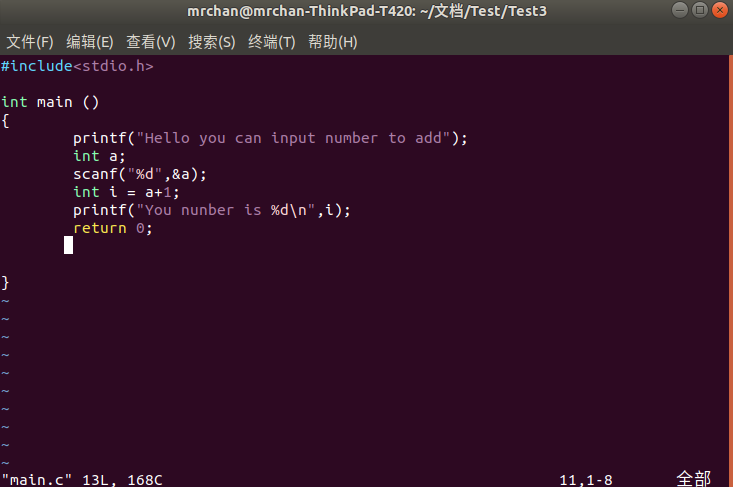 mrchan@mrchan-ThinkPad-T420: ~/文档/Test/Test3
文件(F) 编辑(E) 查看(V) 搜索(S) 终端(T) 帮助(H)
#include<stdio.h>
int main ()
{
printf("Hello you can input number to add");
int a;
scanf("%d",&a);
int i = a+1;
printf("You nunber is %d\n",i);
return 0;
}
~
~
~
~
~
~
~
~
~
~
"main.c" 13L, 168C 11,1-8 全部